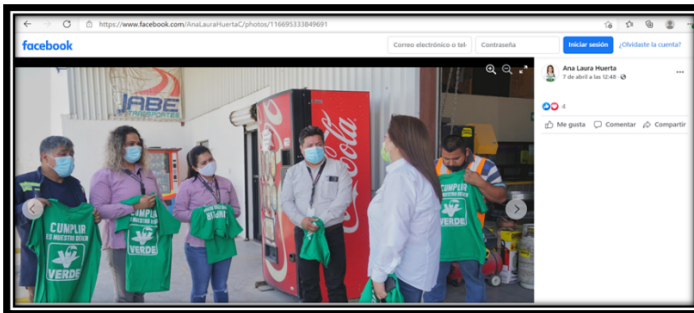 https://www.facebook.com/AnaLauraHuertaC/photos/116695333849691
facebook
Correo electrónico o tel
Contraseña
Iniciar sesión
¿Olvidaste la cuenta?
Ana Laura Huerta
7 de abril a las 12:48
4
Me gusta
Comentar
Compartir
JABE
TRANSPORTES
Coca-Cola
CUMPLIR
ES NUESTRO DEBER
VERDE
CUMPLIR
ES NUESTRO DEBER
VERDE
CUMPLIR
ES NUESTRO DEBER
VERDE